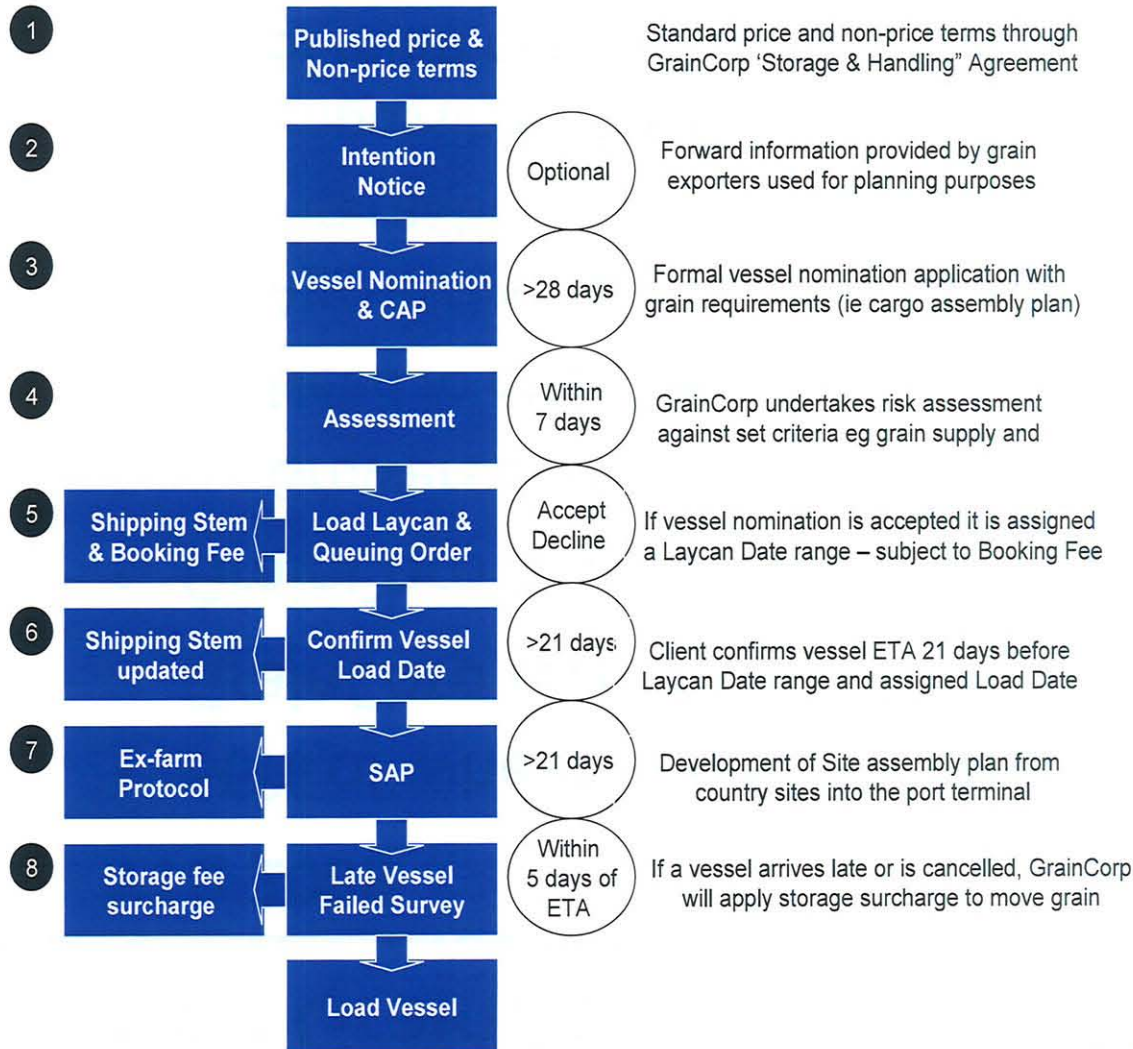 1
Published price &
Non-price terms
Standard price and non-price terms through
GrainCorp ‘Storage & Handling” Agreement
2
Intention
Notice
Optional
Forward information provided by grain
exporters used for planning purposes
3
Vessel Nomination
& CAP
>28 days
Formal vessel nomination application with
grain requirements (ie cargo assembly plan)
4
Assessment
Within
7 days
GrainCorp undertakes risk assessment
against set criteria eg grain supply and
5
Shipping Stem
& Booking Fee
Load Laycan &
Queuing Order
Accept
Decline
If vessel nomination is accepted it is assigned
a Laycan Date range – subject to Booking Fee
6
Shipping Stem
updated
Confirm Vessel
Load Date
>21 days
Client confirms vessel ETA 21 days before
Laycan Date range and assigned Load Date
7
Ex-farm
Protocol
SAP
>21 days
Development of Site assembly plan from
country sites into the port terminal
8
Storage fee
surcharge
Late Vessel
Failed Survey
Within
5 days of
ETA
If a vessel arrives late or is cancelled, GrainCorp
will apply storage surcharge to move grain
Load Vessel